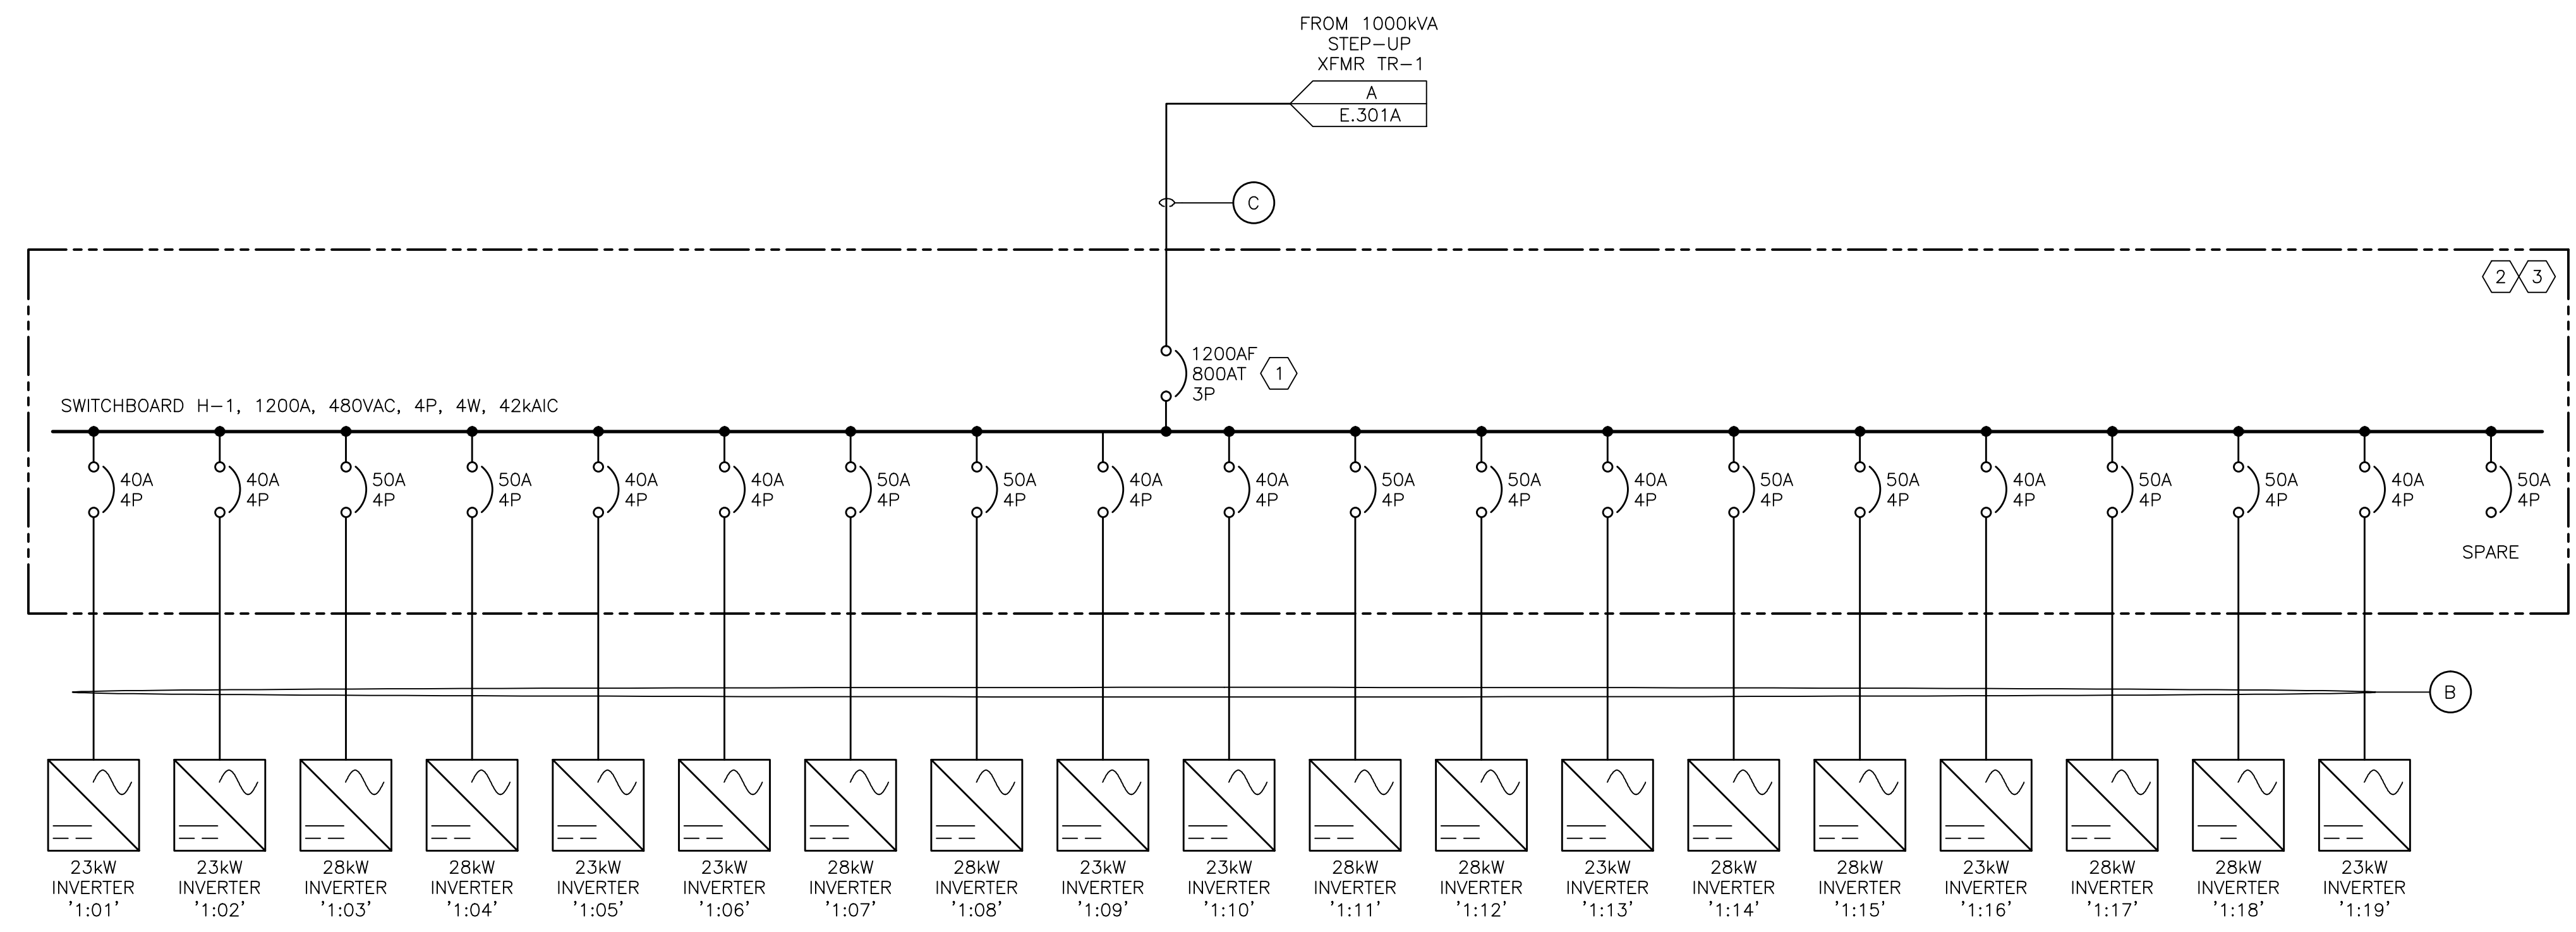 FROM 1000kVA
STEP-UP
XFMR TR-1
A
E.301A
C
2 3
1200AF
800AT 1
3P
SWITCHBOARD H-1, 1200A, 480VAC, 4P, 4W, 42kAIC
40A 40A 50A 50A 40A 40A 50A 50A 40A 40A 50A 50A 40A 50A 50A 40A 50A 50A 40A 50A
4P 4P 4P 4P 4P 4P 4P 4P 4P 4P 4P 4P 4P 4P 4P 4P 4P 4P 4P 4P
SPARE
B
23kW 23kW 28kW 28kW 23kW 23kW 28kW 28kW 23kW 23kW 28kW 28kW 23kW 28kW 28kW 23kW 28kW 28kW 23kW
INVERTER INVERTER INVERTER INVERTER INVERTER INVERTER INVERTER INVERTER INVERTER INVERTER INVERTER INVERTER INVERTER INVERTER INVERTER INVERTER INVERTER INVERTER INVERTER
'1:01' '1:02' '1:03' '1:04' '1:05' '1:06' '1:07' '1:08' '1:09' '1:10' '1:11' '1:12' '1:13' '1:14' '1:15' '1:16' '1:17' '1:18' '1:19'